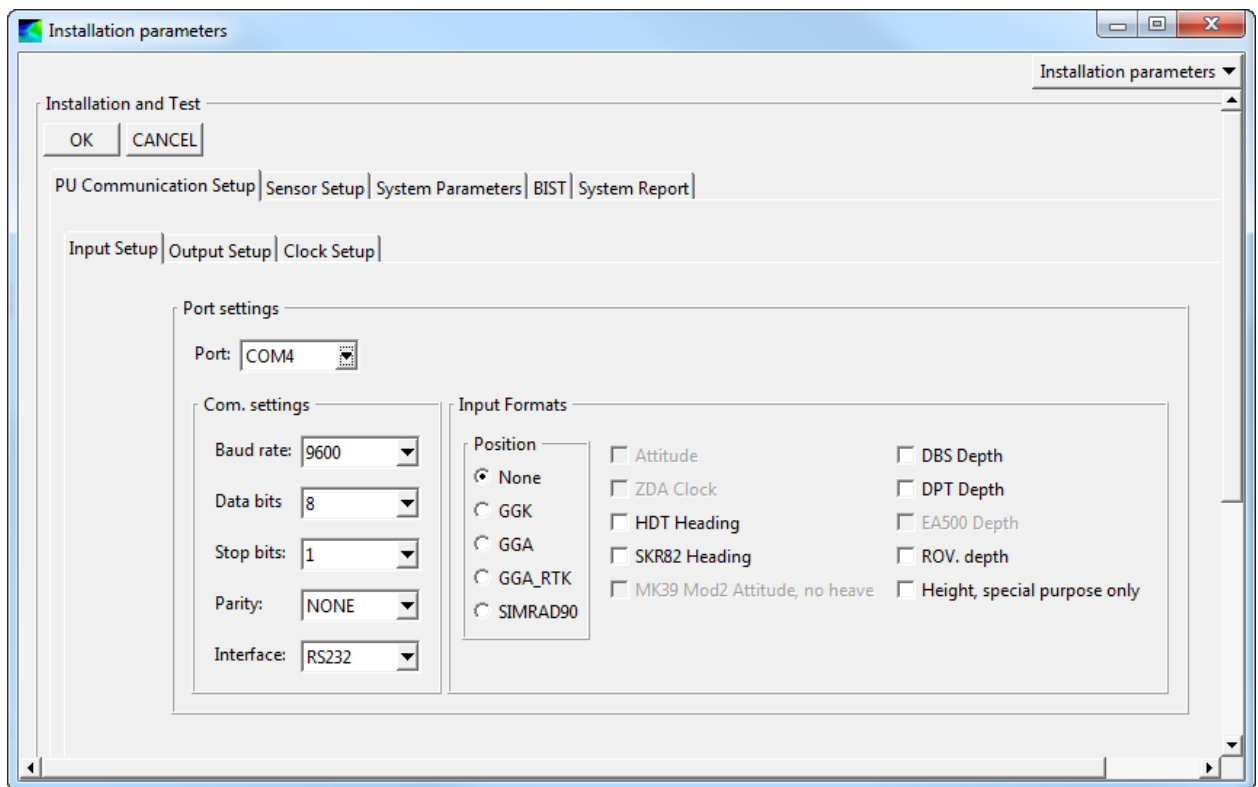 Installation parameters
Installation parameters
Installation and Test
OK CANCEL
PU Communication Setup Sensor Setup System Parameters BIST System Report
Input Setup Output Setup Clock Setup
Port settings
Port: COM4
Com. settings
Baud rate: 9600
Data bits 8
Stop bits: 1
Parity: NONE
Interface: RS232
Input Formats
Position
None
GGK
GGA
GGA_RTK
SIMRAD90
Attitude
ZDA Clock
HDT Heading
SKR82 Heading
MK39 Mod2 Attitude, no heave
DBS Depth
DPT Depth
EA500 Depth
ROV. depth
Height, special purpose only